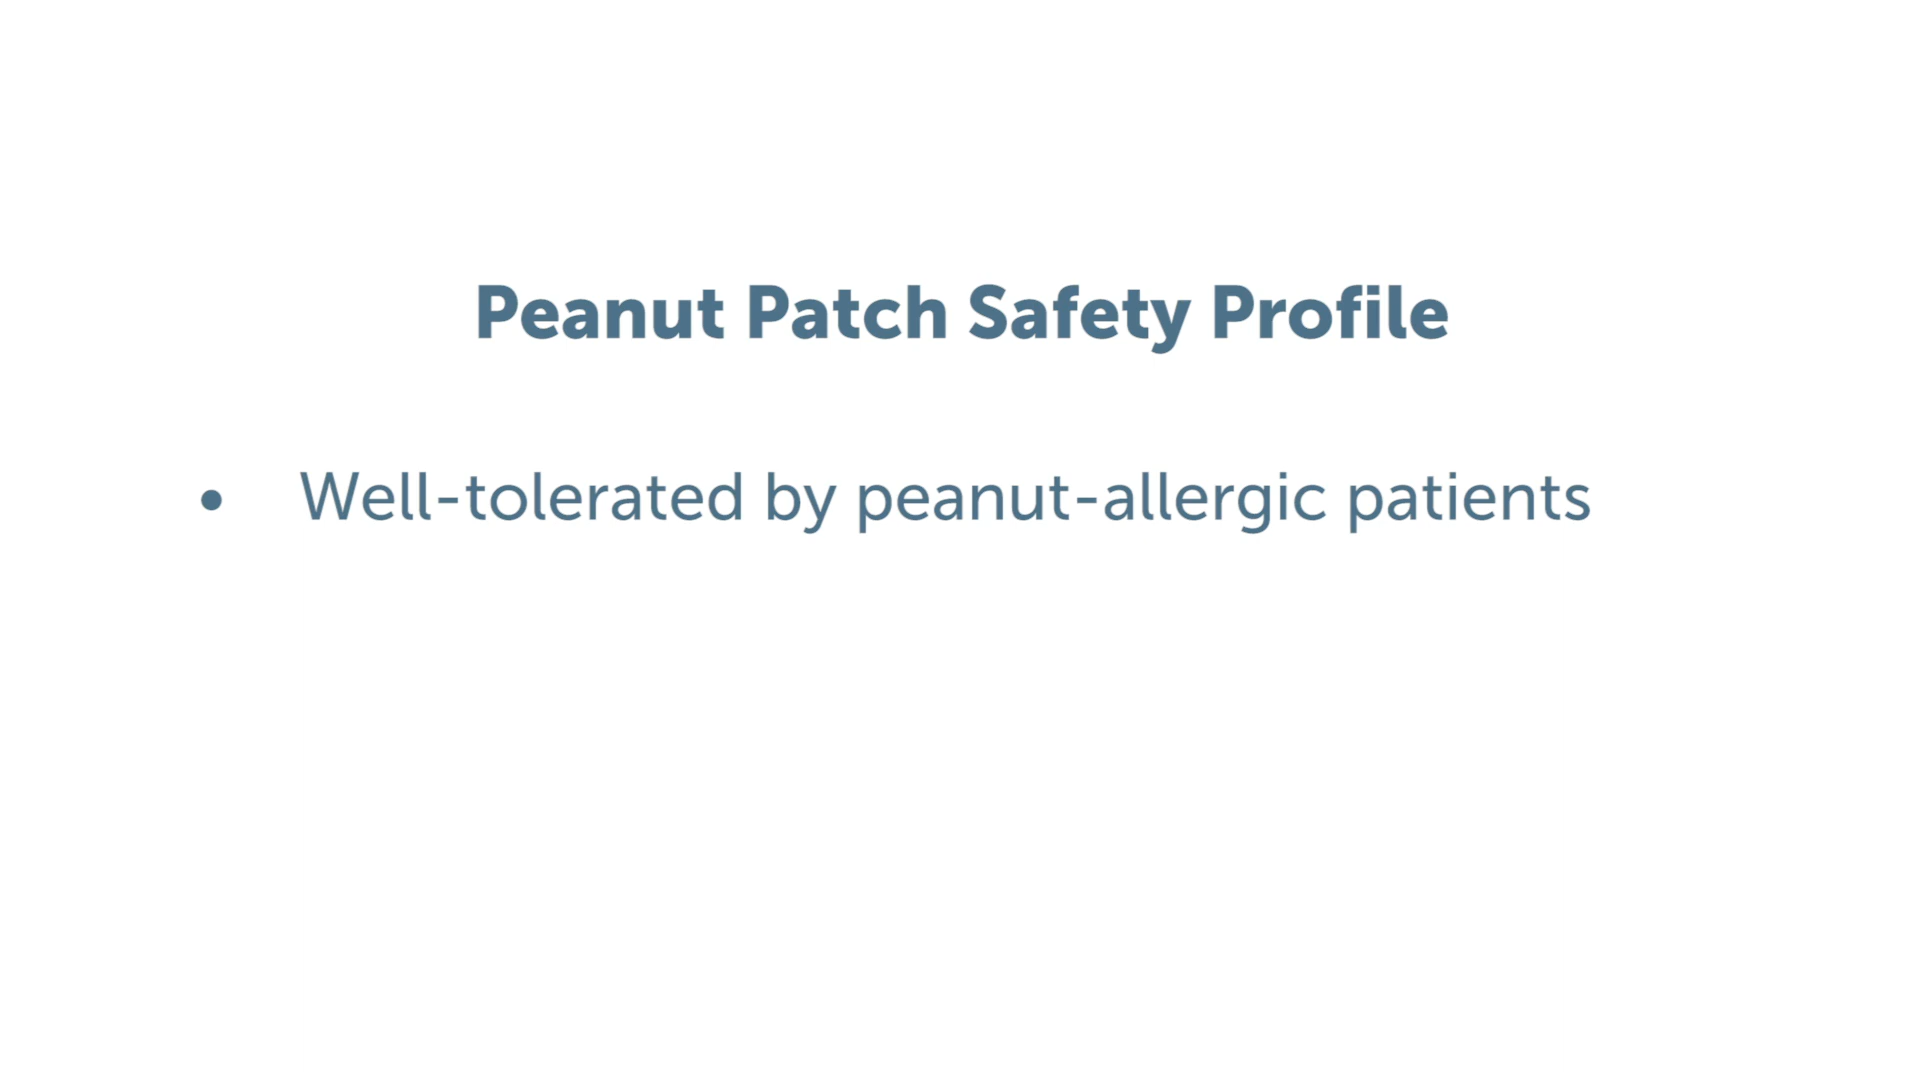 Peanut Patch Safety Profile
• Well-tolerated by peanut-allergic patients